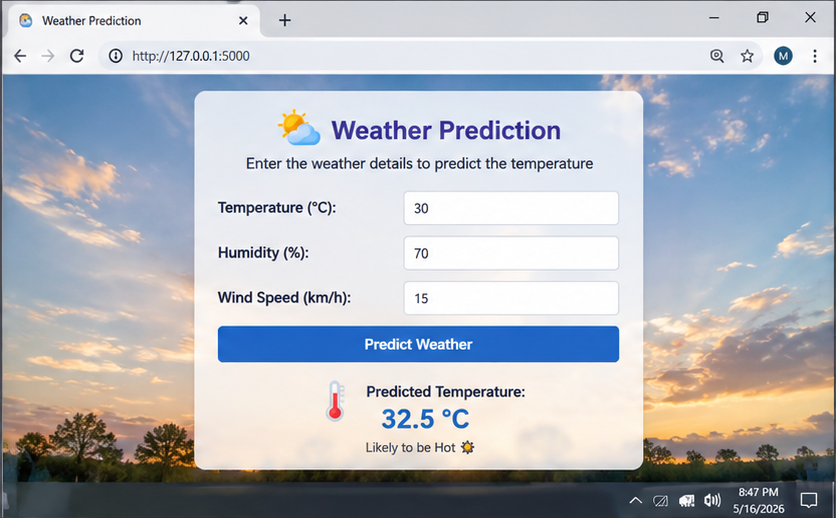 Weather Prediction
http://127.0.0.1:5000
M
Weather Prediction
Enter the weather details to predict the temperature
Temperature (°C):
30
Humidity (%):
70
Wind Speed (km/h):
15
Predict Weather
Predicted Temperature:
32.5 °C
Likely to be Hot
8:47 PM
5/16/2026